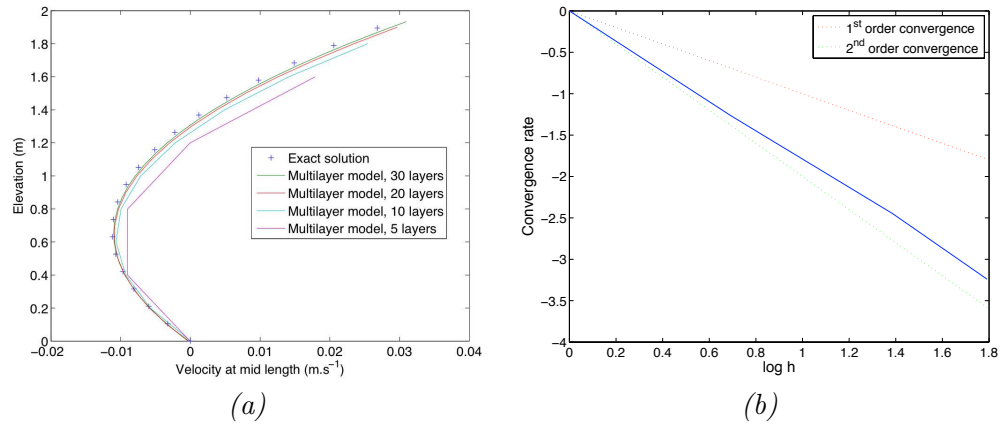 2
1.8
1.6
1.4
1.2
1
0.8
0.6
0.4
0.2
0
−0.02
−0.01
0
0.01
0.02
0.03
0.04
Elevation (m)
Velocity at mid length (m.s⁻¹)
Exact solution
Multilayer model, 30 layers
Multilayer model, 20 layers
Multilayer model, 10 layers
Multilayer model, 5 layers
(a)
0
−0.5
−1
−1.5
−2
−2.5
−3
−3.5
−4
0
0.2
0.4
0.6
0.8
1
1.2
1.4
1.6
1.8
Convergence rate
log h
1st order convergence
2nd order convergence
(b)